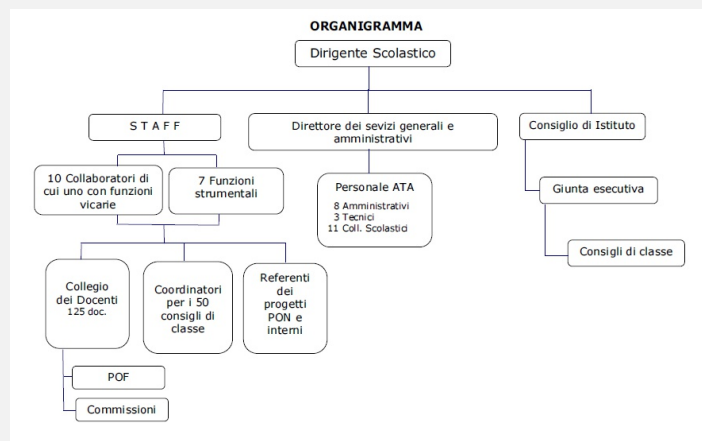 ORGANIGRAMMA
Dirigente Scolastico
S T A F F
Direttore dei sevizi generali e
amministrativi
Consiglio di Istituto
10 Collaboratori di
cui uno con funzioni
vicarie
7 Funzioni
strumentali
Personale ATA
8 Amministrativi
3 Tecnici
11 Coll. Scolastici
Giunta esecutiva
Consigli di classe
Collegio
dei Docenti
125 doc.
Coordinatori
per i 50
consigli di
classe
Referenti
dei
progetti
PON e
interni
POF
Commissioni